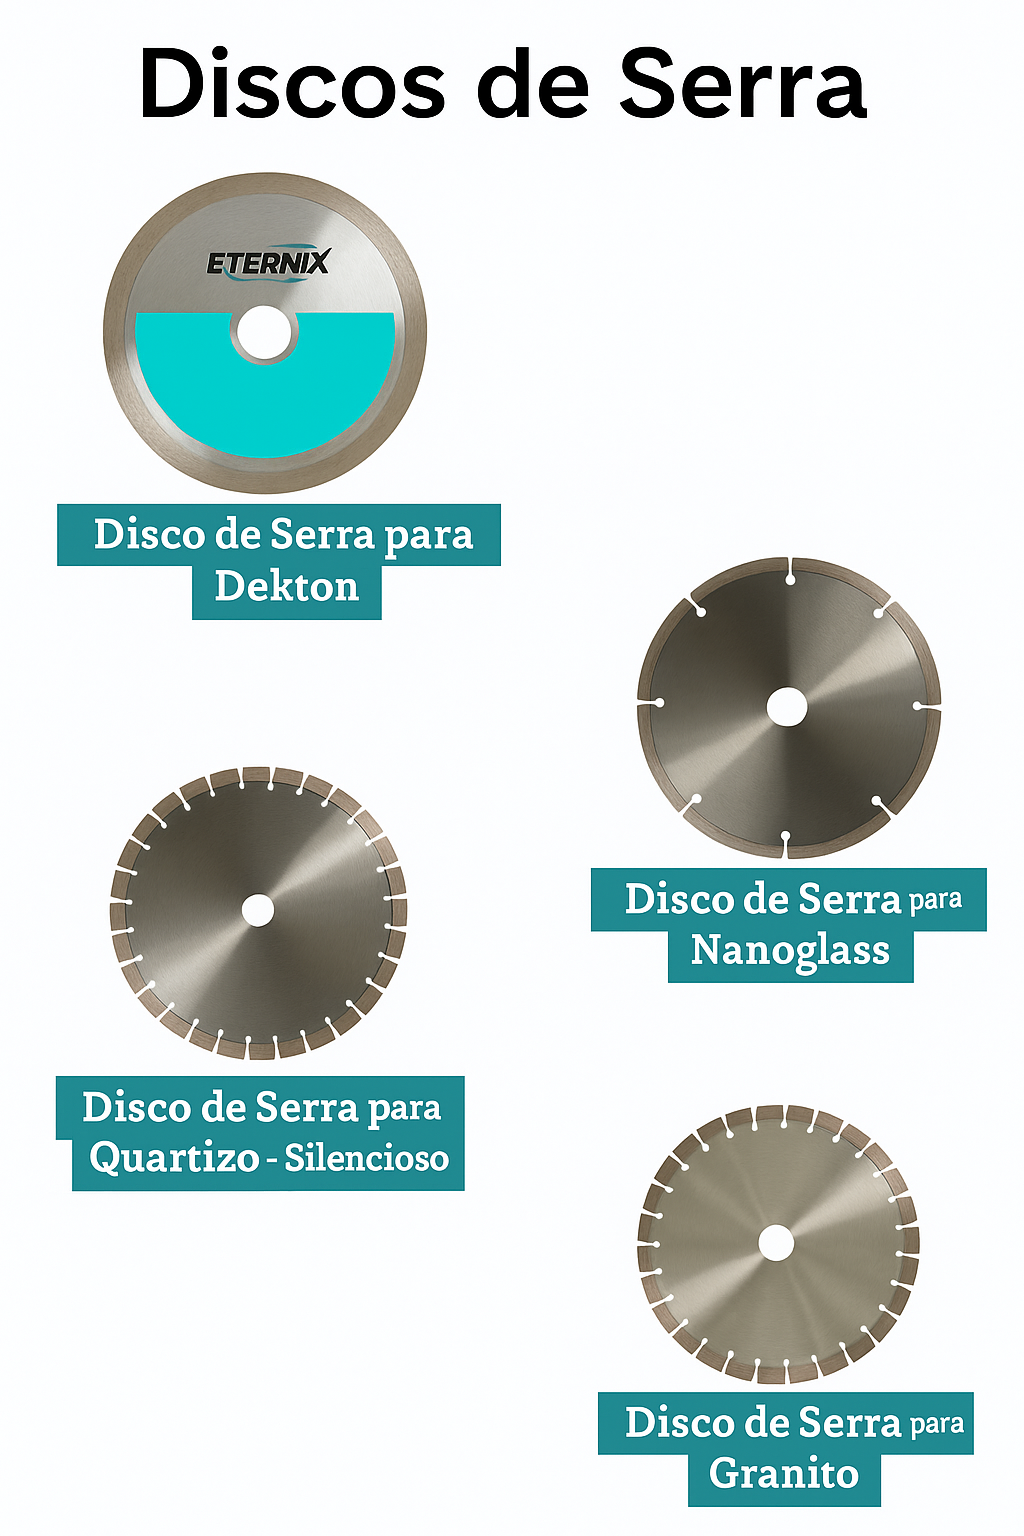 Discos de Serra
ETERNIX
Disco de Serra para
Dekton
Disco de Serra para
Nanoglass
Disco de Serra para
Quartizo - Silencioso
Disco de Serra para
Granito